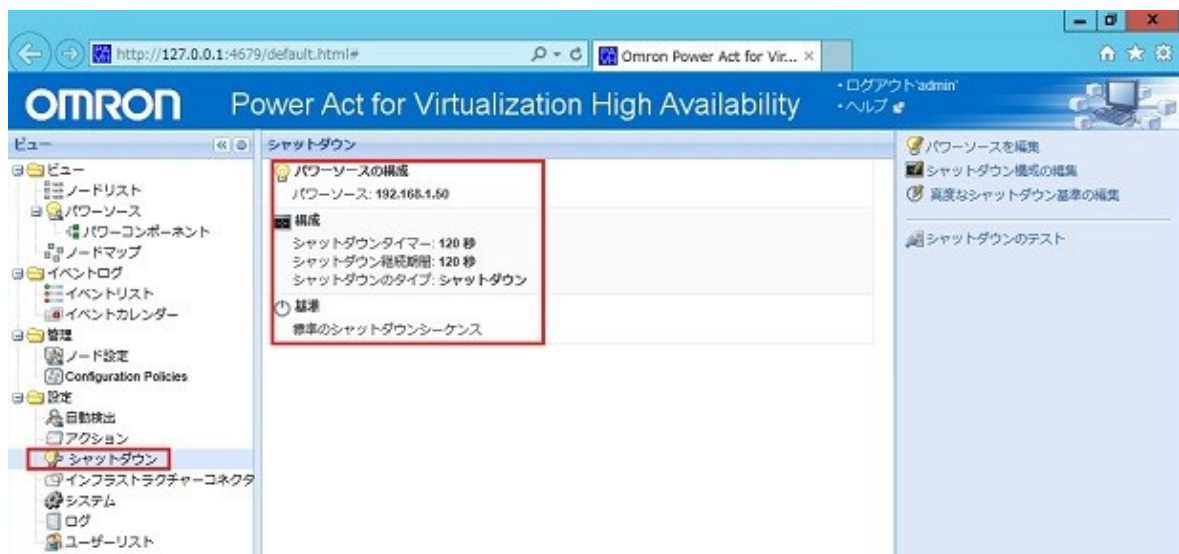 http://127.0.0.1:4679/default.html#
Omron Power Act for Vir...
OMRON
Power Act for Virtualization High Availability
・ログアウト'admin'
・ヘルプ
ビュー
ビュー
ノードリスト
パワーソース
パワーコンポーネント
ノードマップ
イベントログ
イベントリスト
イベントカレンダー
管理
ノード設定
Configuration Policies
設定
自動検出
アクション
シャットダウン
インフラストラクチャーコネクタ
システム
ログ
ユーザーリスト
シャットダウン
パワーソースの構成
パワーソース: 192.168.1.50
構成
シャットダウンタイマー: 120 秒
シャットダウン継続期間: 120 秒
シャットダウンのタイプ: シャットダウン
基準
標準のシャットダウンシーケンス
パワーソースを編集
シャットダウン構成の編集
高度なシャットダウン基準の編集
シャットダウンのテスト